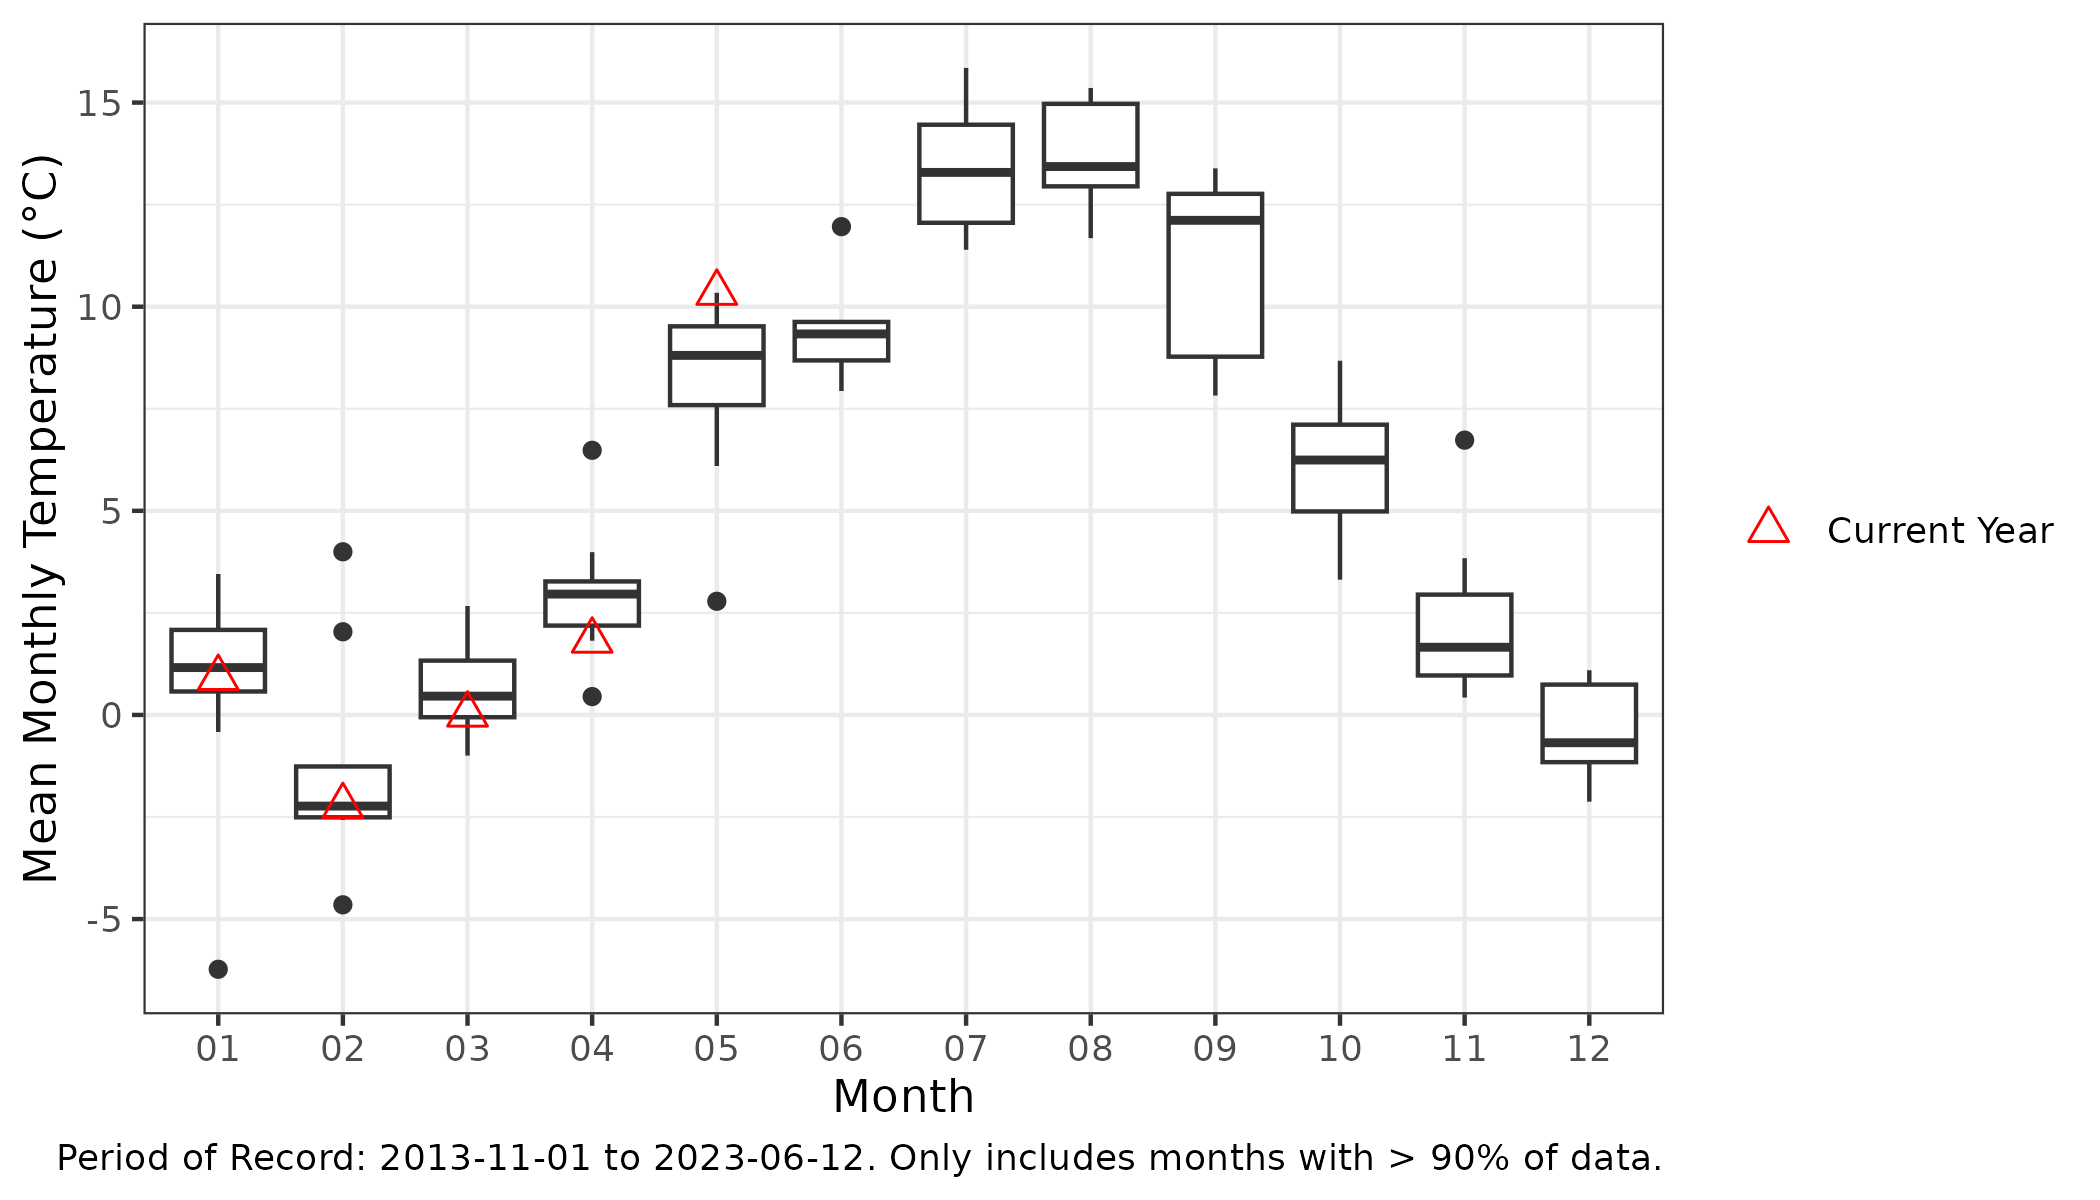 Mean Monthly Temperature (°C)
15
10
5
0
-5
01 02 03 04 05 06 07 08 09 10 11 12
Month
Current Year
Period of Record: 2013-11-01 to 2023-06-12. Only includes months with > 90% of data.